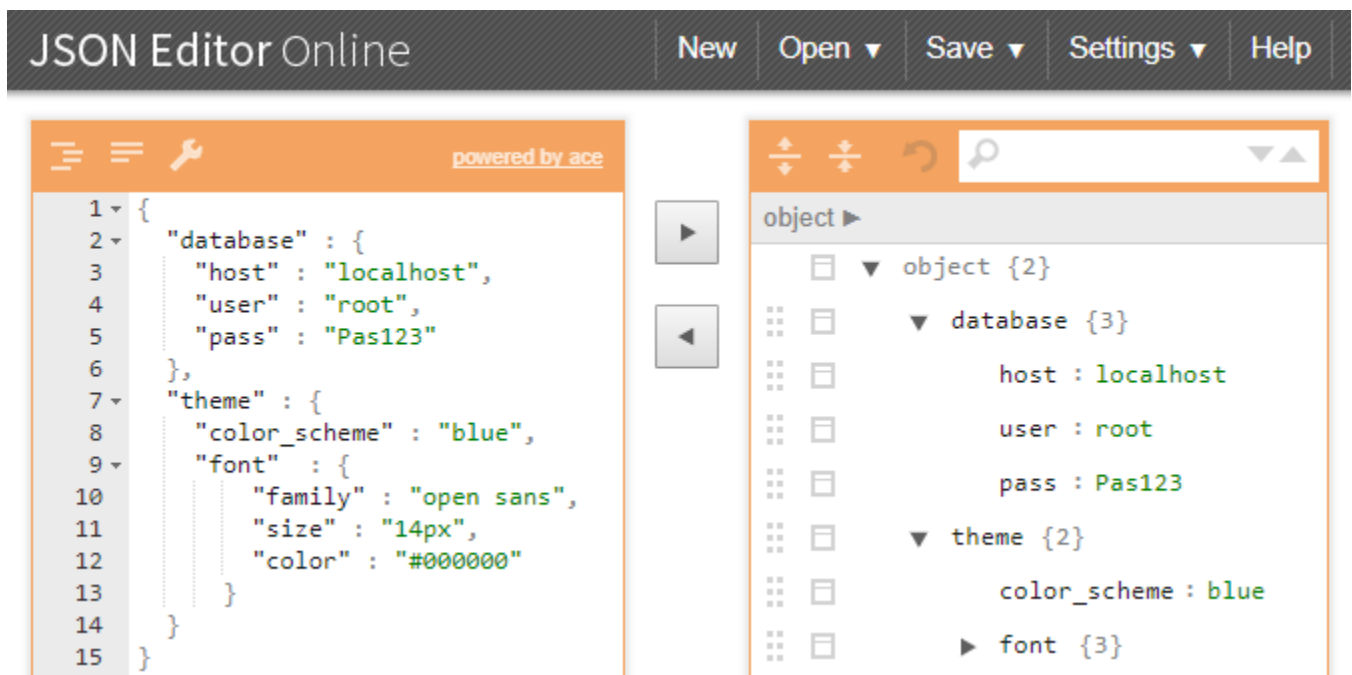 JSON Editor Online New Open ▼ Save ▼ Settings ▼ Help
powered by ace
1 {
2 "database" : {
3 "host" : "localhost",
4 "user" : "root",
5 "pass" : "Pas123"
6 },
7 "theme" : {
8 "color_scheme" : "blue",
9 "font"  : {
10 "family" : "open sans",
11 "size" : "14px",
12 "color" : "#000000"
13 }
14 }
15 }
object ►
▼ object {2}
▼ database {3}
host : localhost
user : root
pass : Pas123
▼ theme {2}
color_scheme : blue
► font {3}